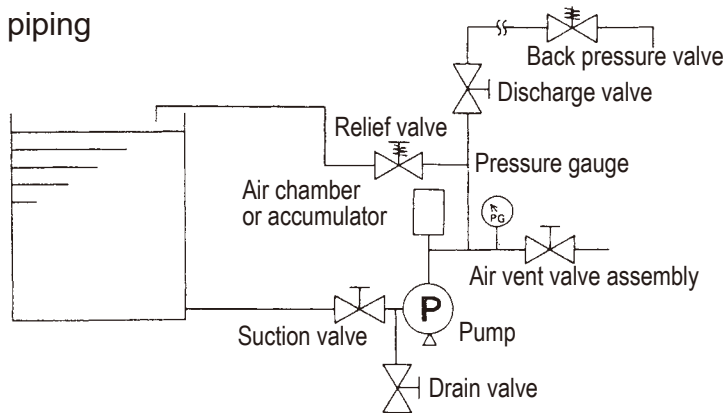 piping
Back pressure valve
Discharge valve
Relief valve
Pressure gauge
Air chamber
or accumulator
PG
Air vent valve assembly
P
Suction valve
Pump
Drain valve